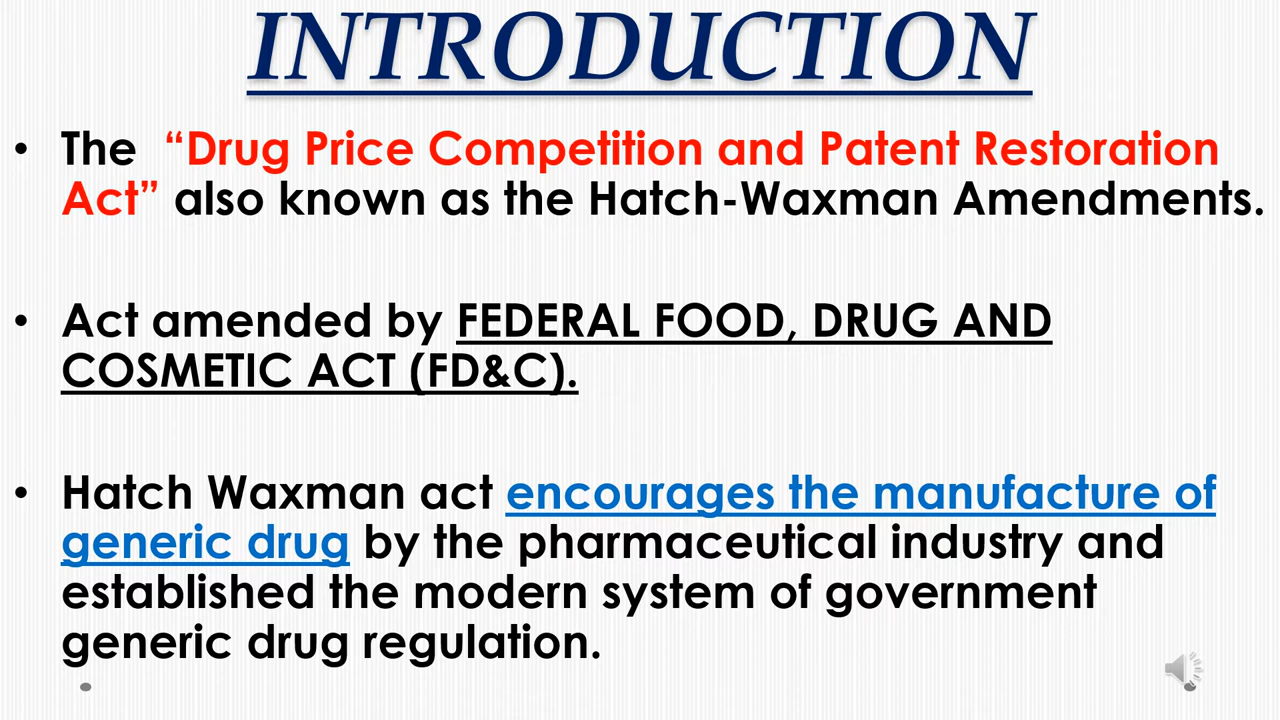 INTRODUCTION
• The “Drug Price Competition and Patent Restoration
Act” also known as the Hatch-Waxman Amendments.
• Act amended by FEDERAL FOOD, DRUG AND
COSMETIC ACT (FD&C).
• Hatch Waxman act encourages the manufacture of
generic drug by the pharmaceutical industry and
established the modern system of government
generic drug regulation.